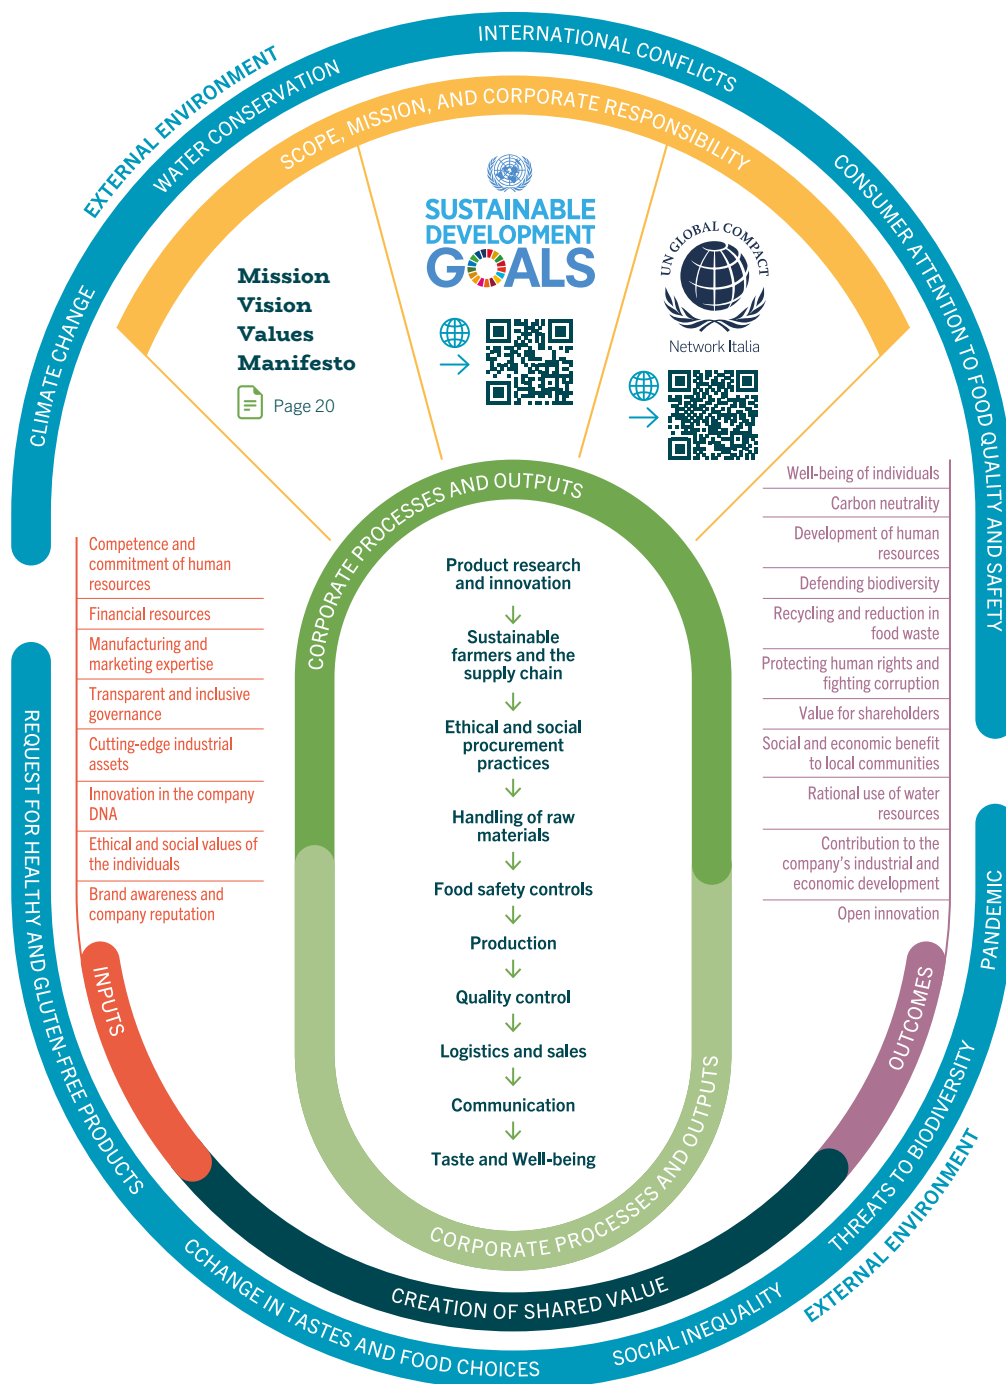 EXTERNAL ENVIRONMENT
CLIMATE CHANGE
WATER CONSERVATION
INTERNATIONAL CONFLICTS
CONSUMER ATTENTION TO FOOD QUALITY AND SAFETY
SCOPE, MISSION, AND CORPORATE RESPONSIBILITY
Mission
Vision
Values
Manifesto
Page 20
SUSTAINABLE
DEVELOPMENT
GOALS
UN GLOBAL COMPACT
Network Italia
CORPORATE PROCESSES AND OUTPUTS
Competence and
commitment of human
resources
Financial resources
Manufacturing and
marketing expertise
Transparent and inclusive
governance
Cutting-edge industrial
assets
Innovation in the company
DNA
Ethical and social values of
the individuals
Brand awareness and
company reputation
INPUTS
Product research
and innovation
Sustainable
farmers and the
supply chain
Ethical and social
procurement
practices
Handling of raw
materials
Food safety controls
Production
Quality control
Logistics and sales
Communication
Taste and Well-being
Well-being of individuals
Carbon neutrality
Development of human
resources
Defending biodiversity
Recycling and reduction in
food waste
Protecting human rights and
fighting corruption
Value for shareholders
Social and economic benefit
to local communities
Rational use of water
resources
Contribution to the
company's industrial and
economic development
Open innovation
OUTCOMES
CORPORATE PROCESSES AND OUTPUTS
CREATION OF SHARED VALUE
REQUEST FOR HEALTHY AND GLUTEN-FREE PRODUCTS
CCHANGE IN TASTES AND FOOD CHOICES
SOCIAL INEQUALITY
THREATS TO BIODIVERSITY
PANDEMIC
EXTERNAL ENVIRONMENT